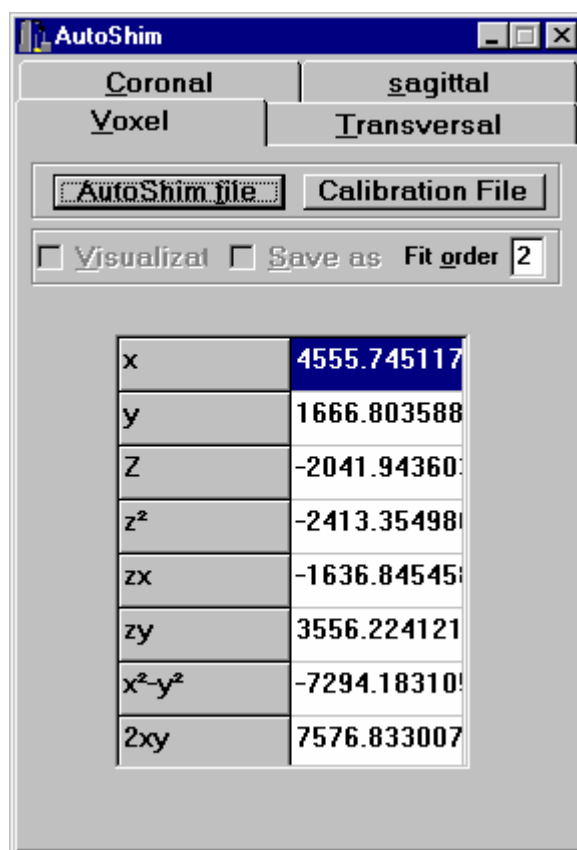 AutoShim
Coronal sagittal
Voxel Transversal
AutoShim file Calibration File
Visualizat Save as Fit order 2
x 4555.745117
y 1666.803588
Z -2041.94360
z² -2413.35498
zx -1636.84545
zy 3556.224121
x²-y² -7294.18310
2xy 7576.833007